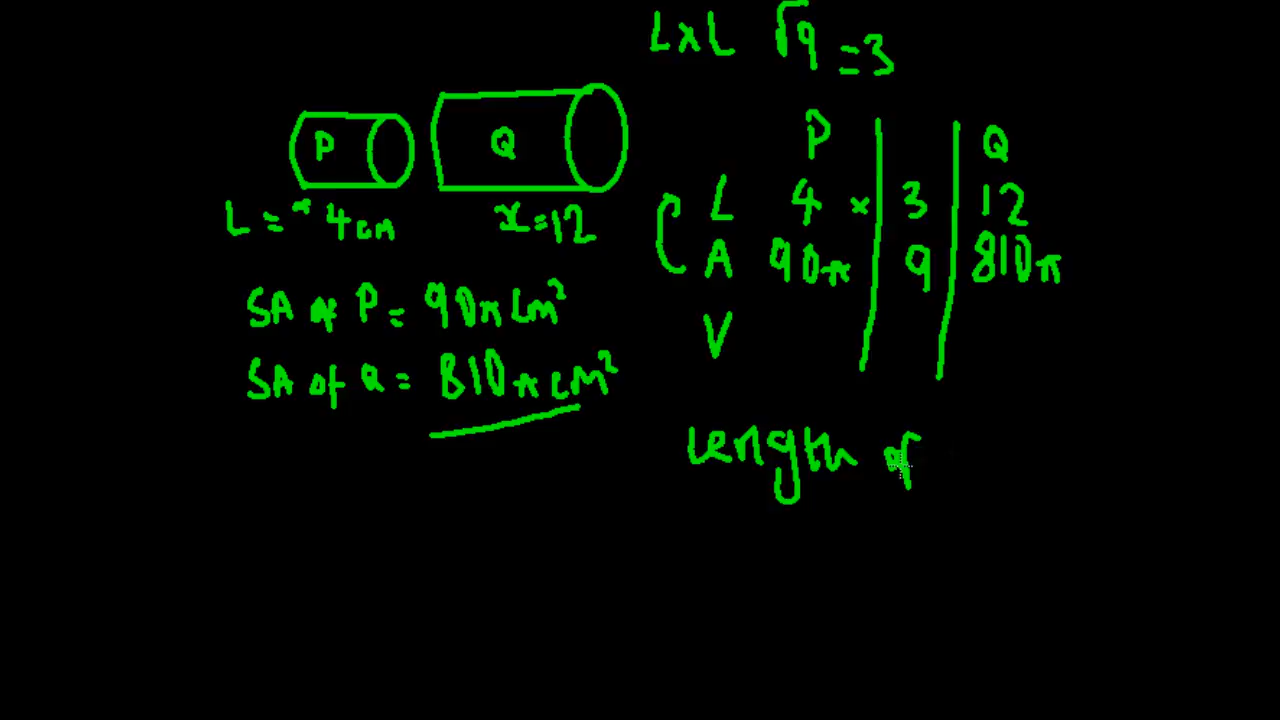 L×L √9 = 3
P Q
L = 4cm x = 12
SA of P = 90π cm²
SA of Q = 810π cm²
P Q
L 4 × 3 12
A 90π 9 810π
V
Length of